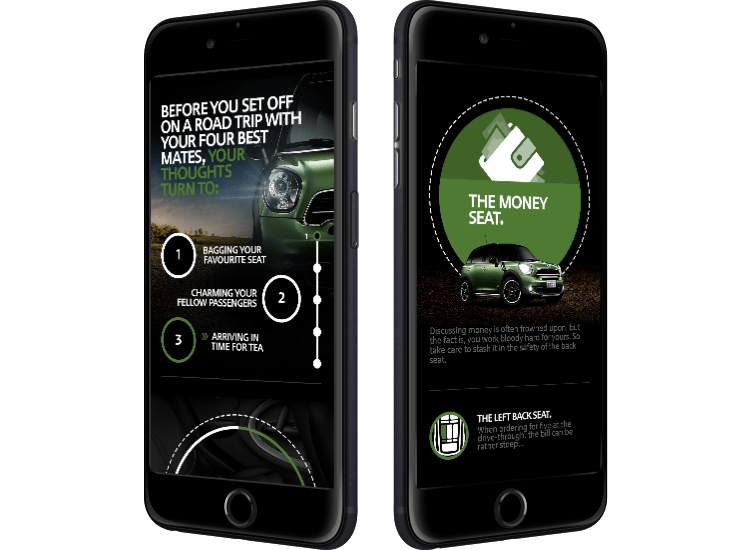 BEFORE YOU SET OFF
ON A ROAD TRIP WITH
YOUR FOUR BEST
MATES, YOUR
THOUGHTS
TURN TO:
1
1
BAGGING YOUR
FAVOURITE SEAT
CHARMING YOUR
FELLOW PASSENGERS
2
3
» ARRIVING IN
TIME FOR TEA
THE MONEY
SEAT.
Discussing money is often frowned upon, but
the fact is, you work bloody hard for yours. So
take care to stash it in the safety of the back
seat.
THE LEFT BACK SEAT.
When ordering for five at the
drive-through, the bill can be
rather steep...